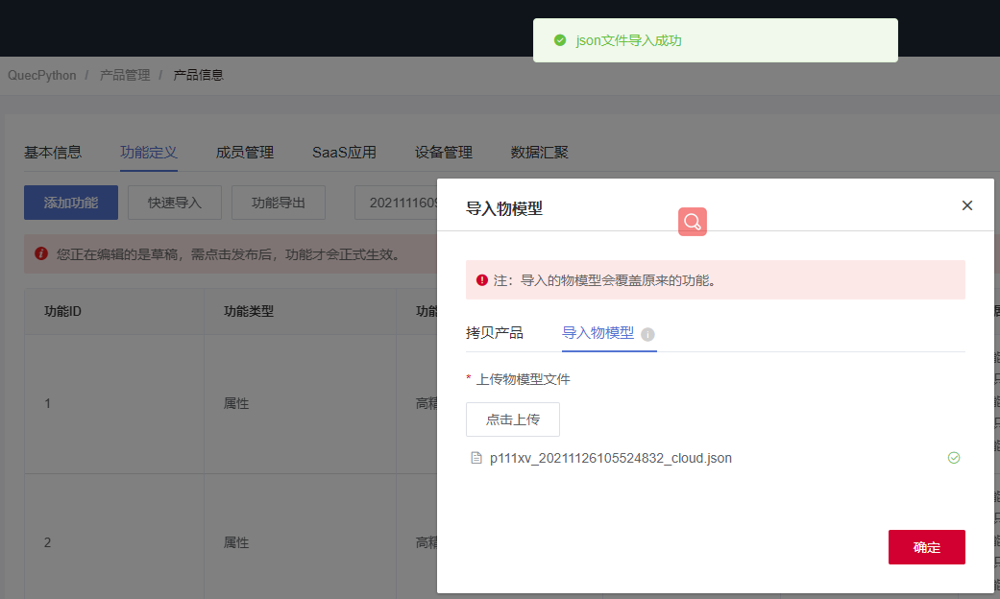 json文件导入成功
QuecPython / 产品管理 / 产品信息
基本信息 功能定义 成员管理 SaaS应用 设备管理 数据汇聚
添加功能 快速导入 功能导出 2021111609
您正在编辑的是草稿，需点击发布后，功能才会正式生效。
功能ID 功能类型 功能
1 属性 高精
2 属性 高精
导入物模型
注：导入的物模型会覆盖原来的功能。
拷贝产品 导入物模型
* 上传物模型文件
点击上传
p111xv_20211126105524832_cloud.json
确定